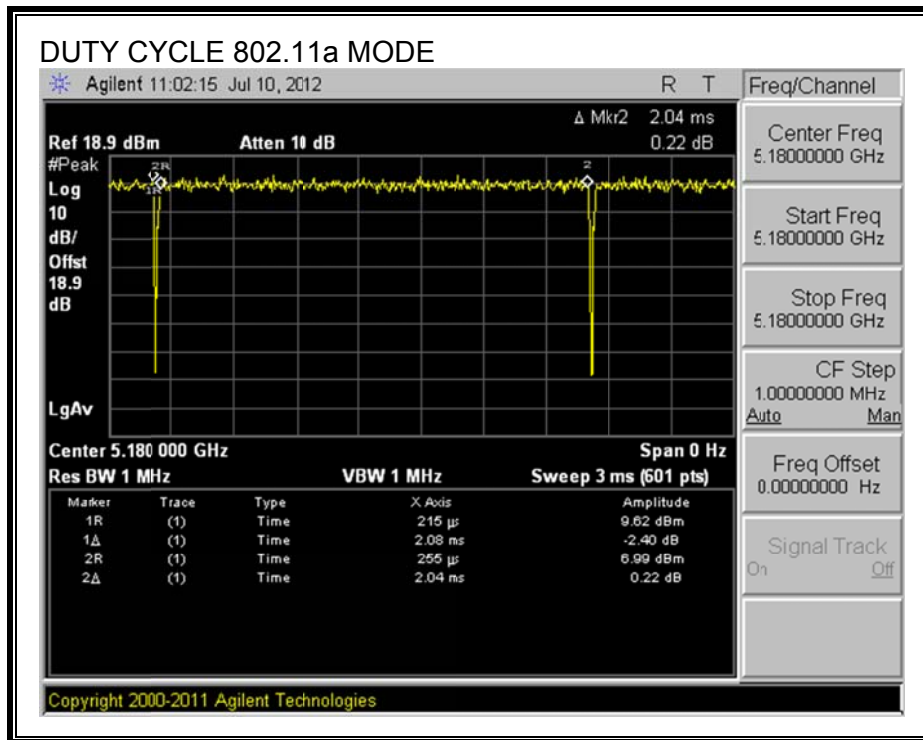 DUTY CYCLE 802.11a MODE
Agilent 11:02:15 Jul 10, 2012 R T
Freq/Channel
Δ Mkr2 2.04 ms
Ref 18.9 dBm Atten 10 dB 0.22 dB
#Peak
Log
10
dB/
Offst
18.9
dB
LgAv
2R
1R
2
Center 5.180 000 GHz Span 0 Hz
Res BW 1 MHz VBW 1 MHz Sweep 3 ms (601 pts)
Marker Trace Type X Axis Amplitude
1R (1) Time 215 µs 9.62 dBm
1Δ (1) Time 2.08 ms -2.40 dB
2R (1) Time 255 µs 6.99 dBm
2Δ (1) Time 2.04 ms 0.22 dB
Center Freq
5.18000000 GHz
Start Freq
5.18000000 GHz
Stop Freq
5.18000000 GHz
CF Step
1.00000000 MHz
Auto Man
Freq Offset
0.00000000 Hz
Signal Track
On Off
Copyright 2000-2011 Agilent Technologies